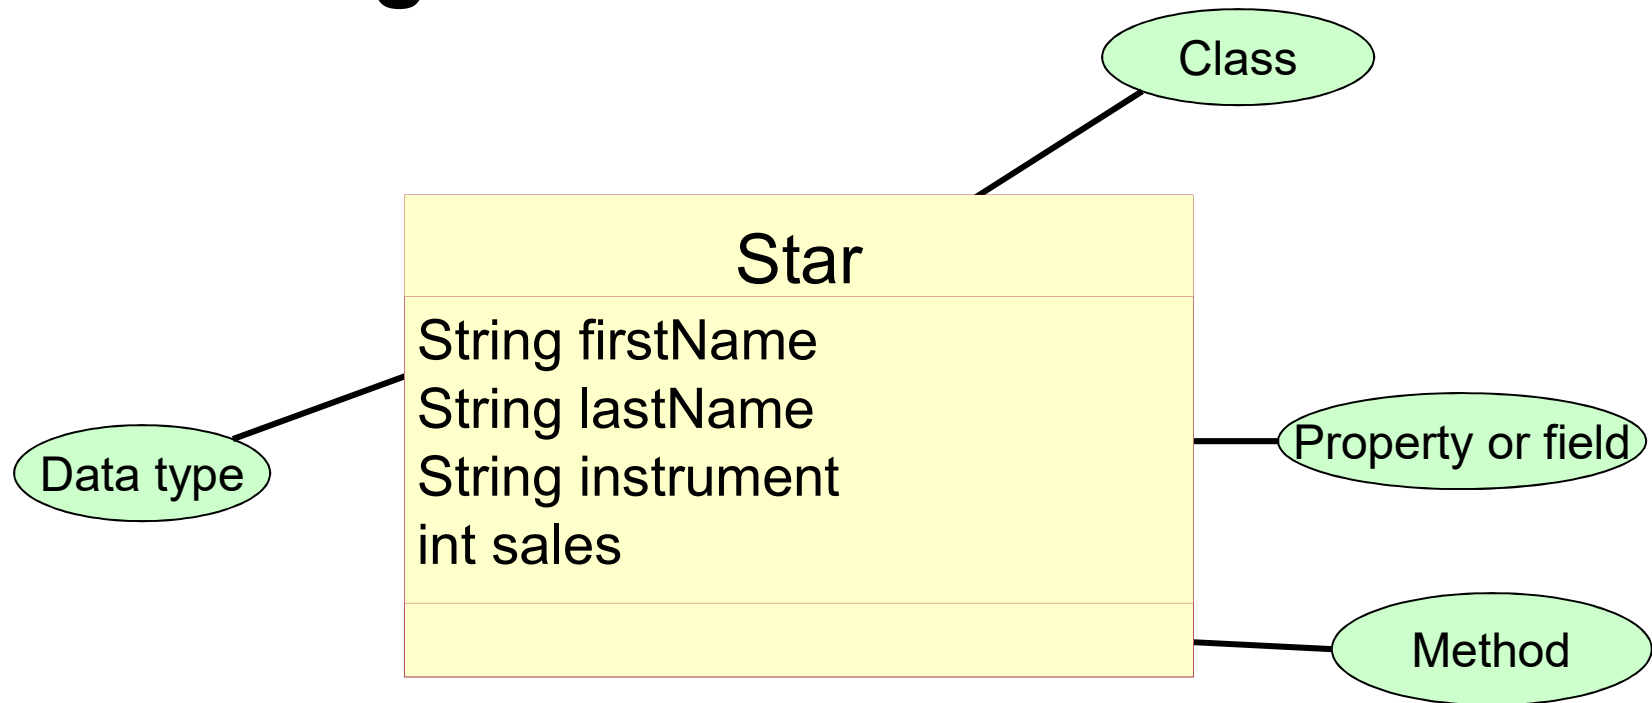 Class
Star
String firstName
String lastName
String instrument
int sales
Data type
Property or field
Method